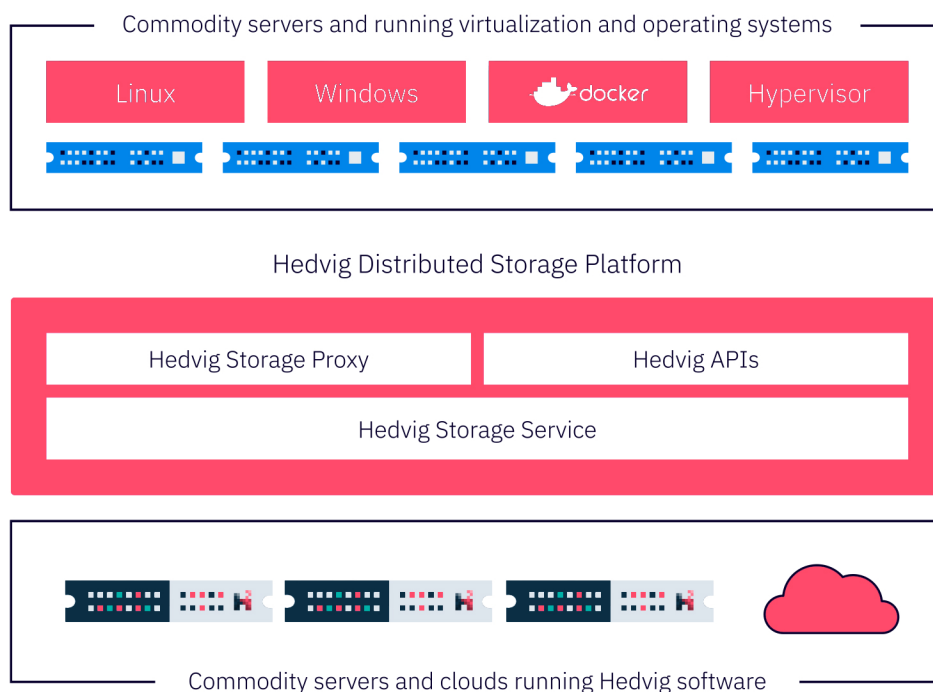 Commodity servers and running virtualization and operating systems
Linux
Windows
docker
Hypervisor
Hedvig Distributed Storage Platform
Hedvig Storage Proxy
Hedvig APIs
Hedvig Storage Service
H
H
H
Commodity servers and clouds running Hedvig software